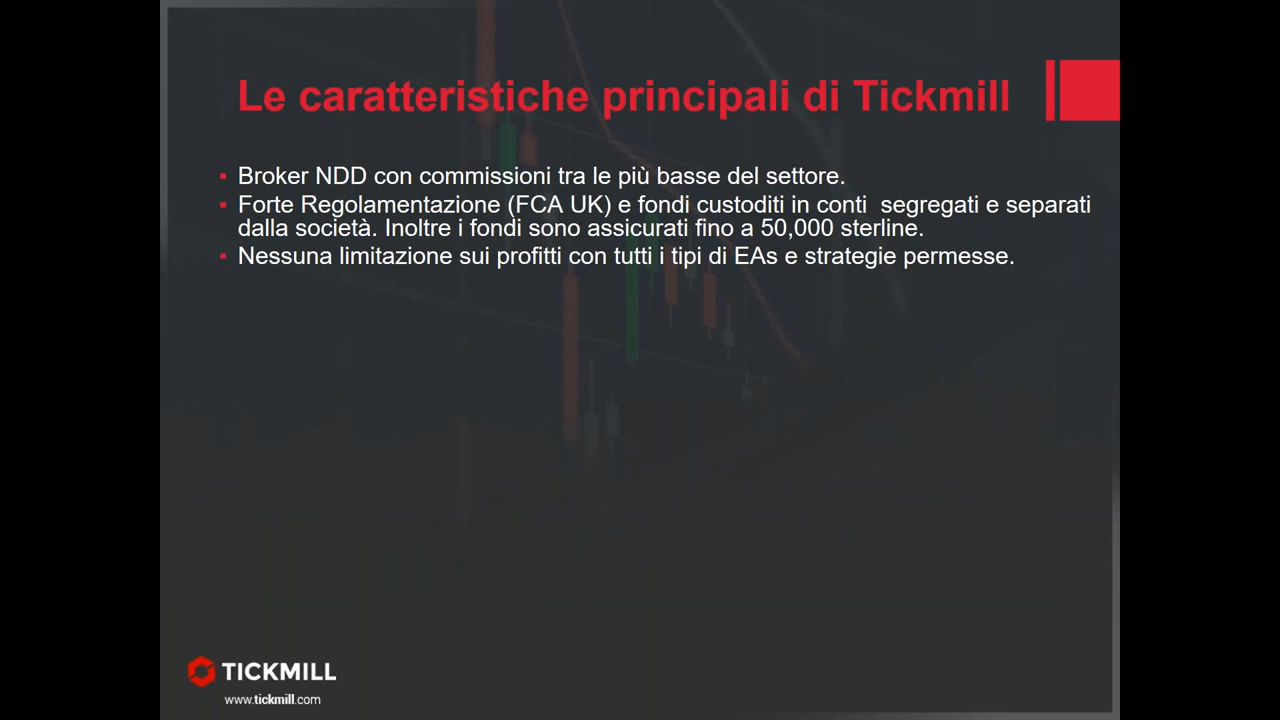 Le caratteristiche principali di Tickmill
▪ Broker NDD con commissioni tra le più basse del settore.
▪ Forte Regolamentazione (FCA UK) e fondi custoditi in conti  segregati e separati
dalla società. Inoltre i fondi sono assicurati fino a 50,000 sterline.
▪ Nessuna limitazione sui profitti con tutti i tipi di EAs e strategie permesse.
TICKMILL
www.tickmill.com